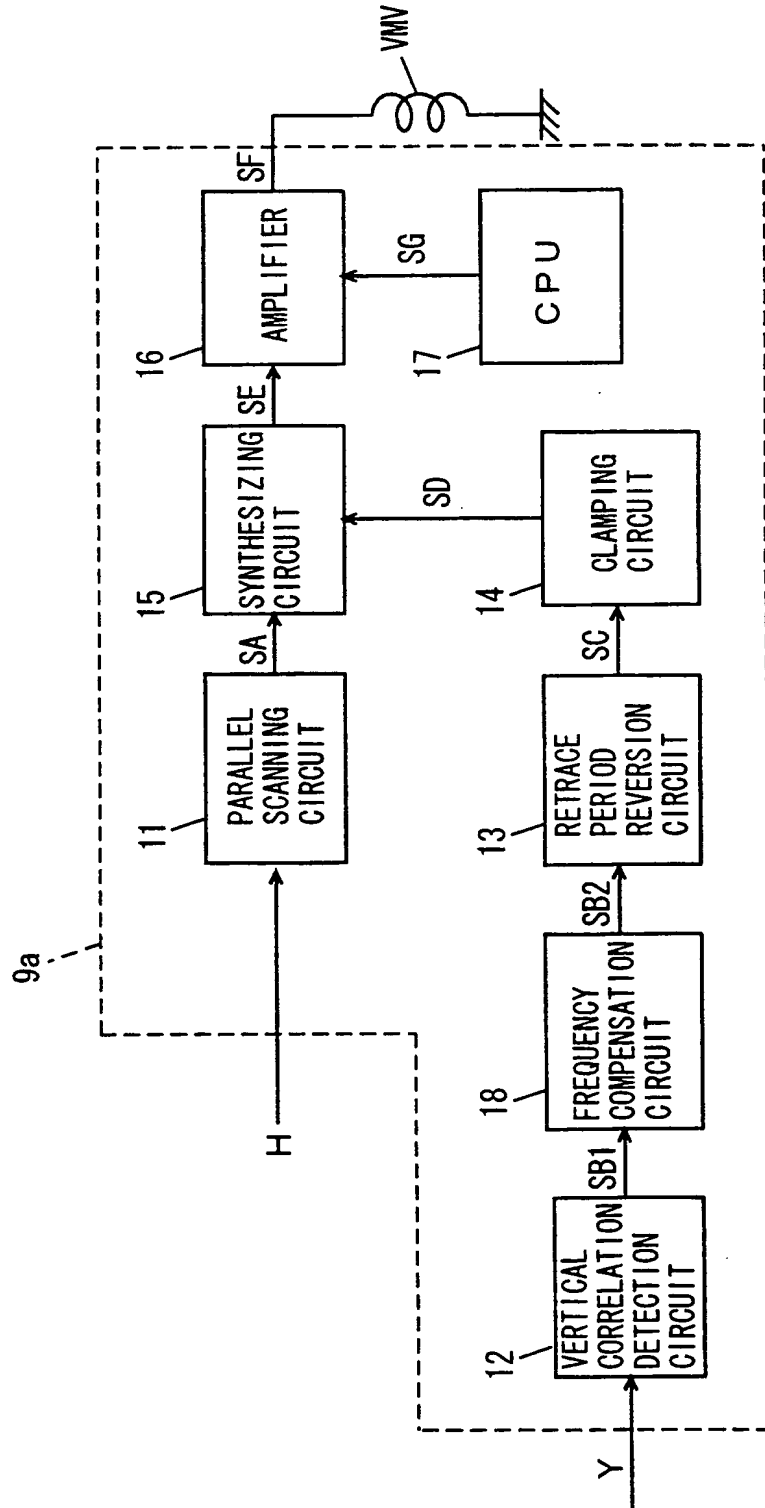 9a
H
11
PARALLEL
SCANNING
CIRCUIT
SA
15
SYNTHESIZING
CIRCUIT
SE
16
AMPLIFIER
SF
VMV
SG
17
CPU
SD
Y
12
VERTICAL
CORRELATION
DETECTION
CIRCUIT
SB1
18
FREQUENCY
COMPENSATION
CIRCUIT
SB2
13
RETRACE
PERIOD
REVERSION
CIRCUIT
SC
14
CLAMPING
CIRCUIT